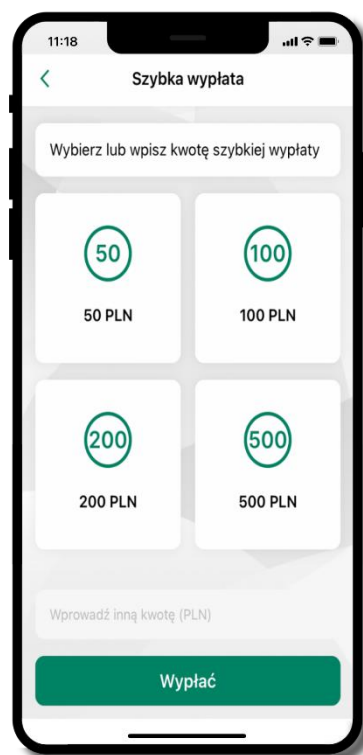 11:18
Szybka wypłata
Wybierz lub wpisz kwotę szybkiej wypłaty
50
100
50 PLN
100 PLN
200
500
200 PLN
500 PLN
Wprowadź inną kwotę (PLN)
Wypłać